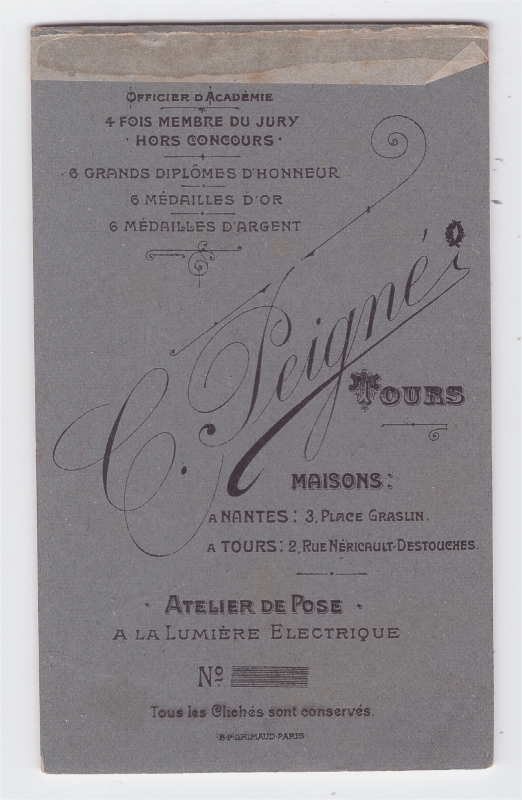 OFFICIER D'ACADÉMIE
4 FOIS MEMBRE DU JURY
· HORS CONCOURS ·
6 GRANDS DIPLÔMES D'HONNEUR
6 MÉDAILLES D'OR
6 MÉDAILLES D'ARGENT
C. Peigné
TOURS
MAISONS:
A NANTES: 3, PLACE GRASLIN.
A TOURS: 2, RUE NÉRICAULT-DESTOUCHES.
· ATELIER DE POSE ·
A LA LUMIÈRE ELECTRIQUE
Nº
Tous les Clichés sont conservés.
B.P. GRIMAUD-PARIS